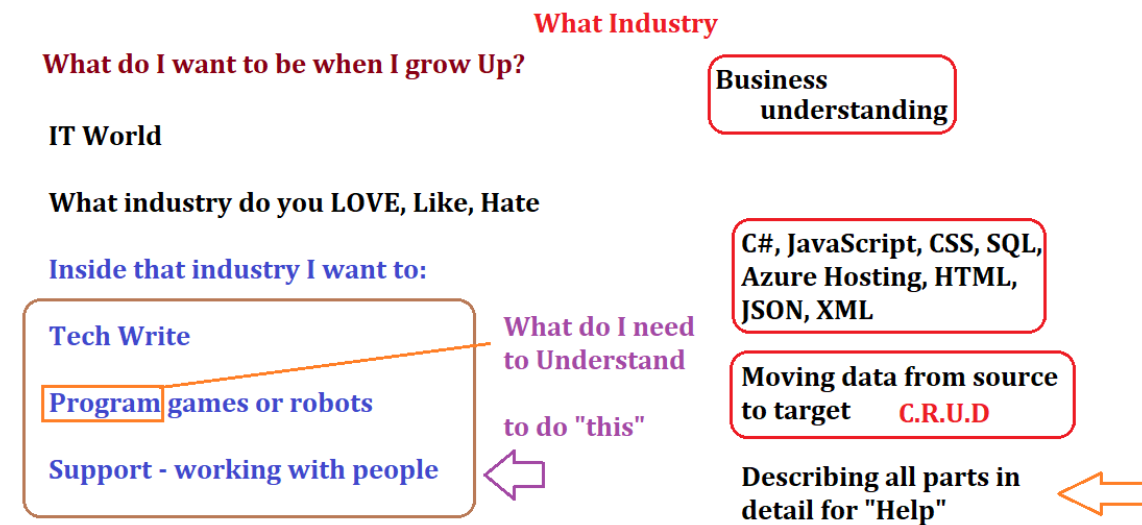 What Industry
What do I want to be when I grow Up?
IT World
What industry do you LOVE, Like, Hate
Inside that industry I want to:
Tech Write
Program games or robots
Support - working with people
What do I need
to Understand
to do "this"
Business
understanding
C#, JavaScript, CSS, SQL,
Azure Hosting, HTML,
JSON, XML
Moving data from source
to target C.R.U.D
Describing all parts in
detail for "Help"